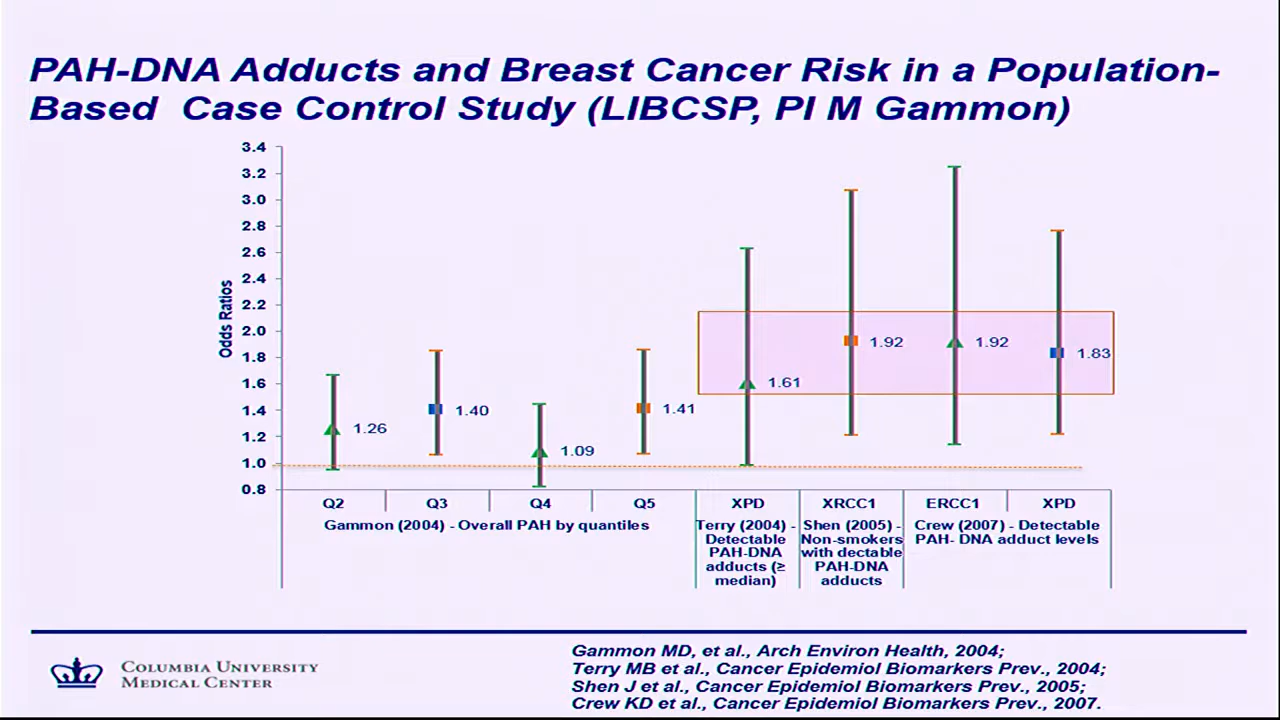 PAH-DNA Adducts and Breast Cancer Risk in a Population-
Based Case Control Study (LIBCSP, PI M Gammon)
3.4
3.2
3.0
2.8
2.6
2.4
2.2
2.0
1.8
1.6
1.4
1.2
1.0
0.8
Odds Ratios
1.26
1.40
1.09
1.41
1.61
1.92
1.92
1.83
Q2 Q3 Q4 Q5 XPD XRCC1 ERCC1 XPD
Gammon (2004) - Overall PAH by quantiles
Terry (2004) -
Detectable
PAH-DNA
adducts (≥
median)
Shen (2005) -
Non-smokers
with dectable
PAH-DNA
adducts
Crew (2007) - Detectable
PAH- DNA adduct levels
COLUMBIA UNIVERSITY
MEDICAL CENTER
Gammon MD, et al., Arch Environ Health, 2004;
Terry MB et al., Cancer Epidemiol Biomarkers Prev., 2004;
Shen J et al., Cancer Epidemiol Biomarkers Prev., 2005;
Crew KD et al., Cancer Epidemiol Biomarkers Prev., 2007.